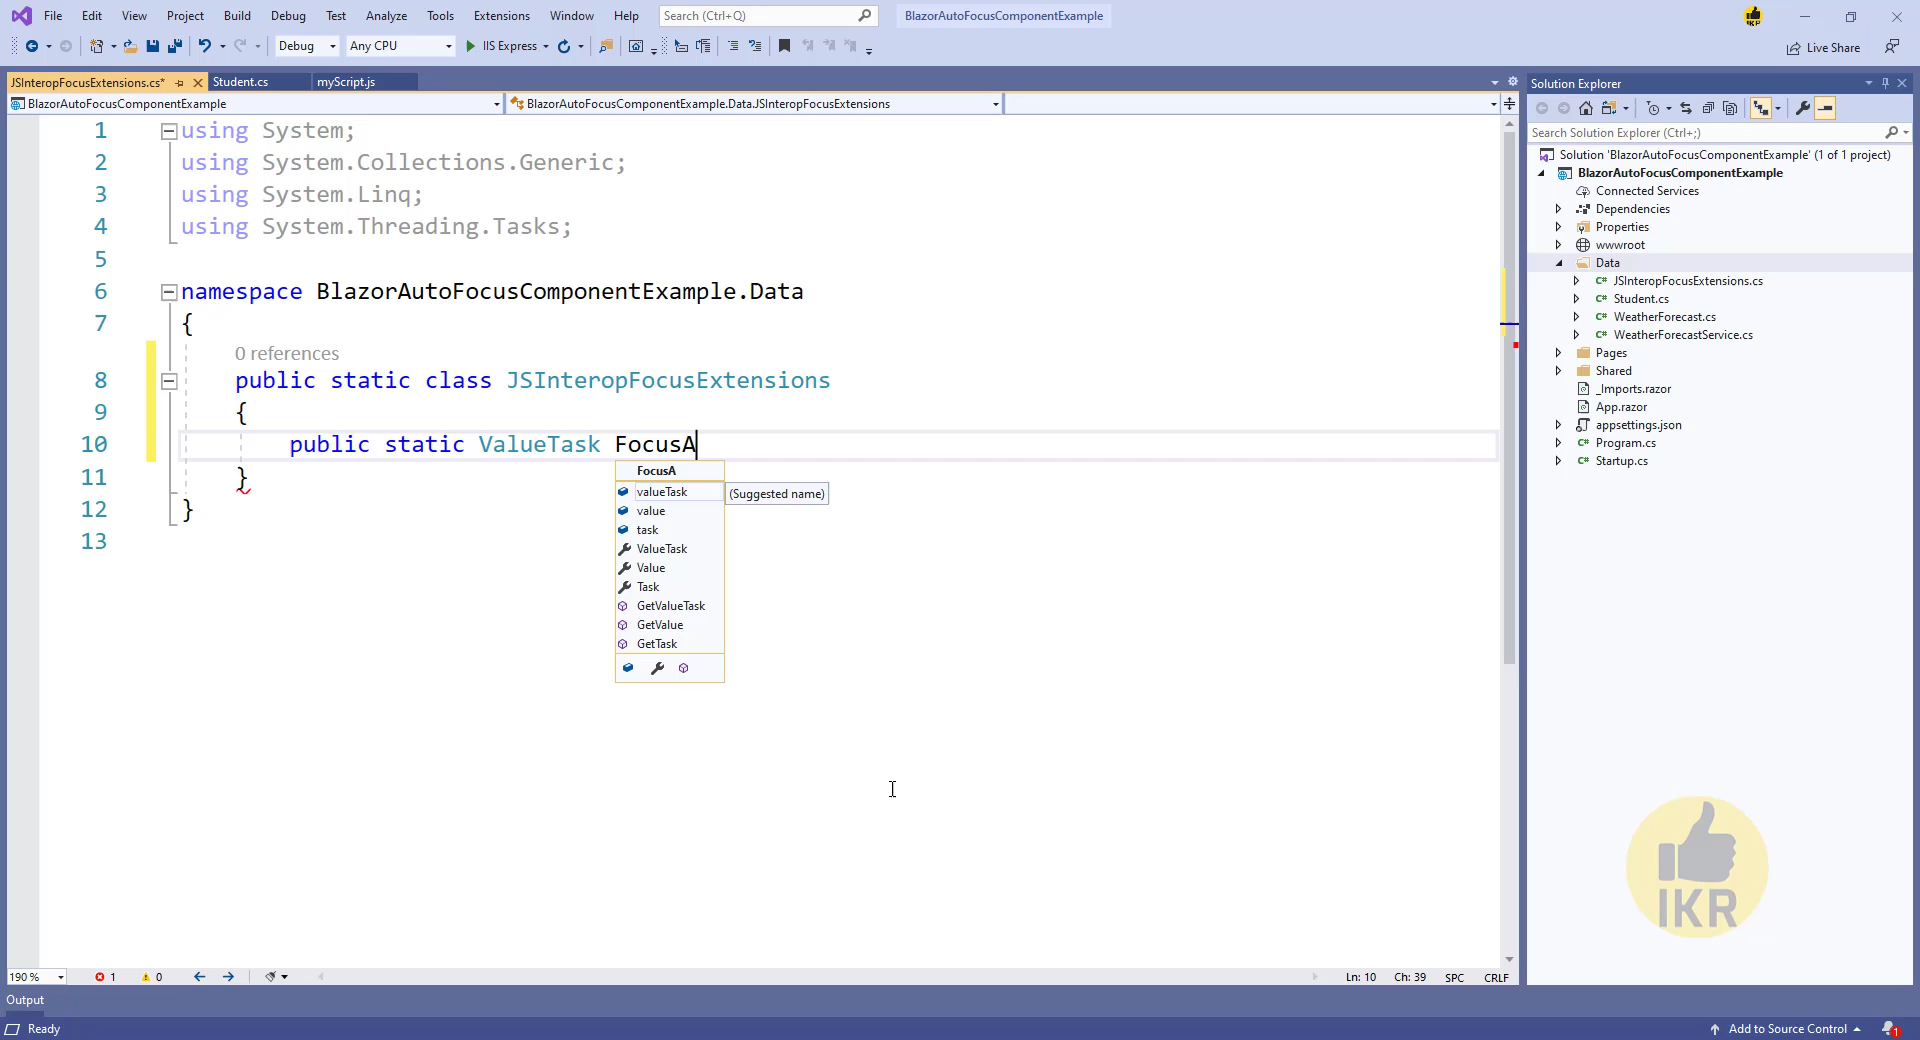 File Edit View Project Build Debug Test Analyze Tools Extensions Window Help Search (Ctrl+Q) BlazorAutoFocusComponentExample
Debug Any CPU IIS Express Live Share
JSInteropFocusExtensions.cs* Student.cs myScript.js
BlazorAutoFocusComponentExample BlazorAutoFocusComponentExample.Data.JSInteropFocusExtensions
1 using System;
2 using System.Collections.Generic;
3 using System.Linq;
4 using System.Threading.Tasks;
5
6 namespace BlazorAutoFocusComponentExample.Data
7 {
0 references
8 public static class JSInteropFocusExtensions
9 {
10 public static ValueTask FocusA
11 }
12 }
13
FocusA
valueTask (Suggested name)
value
task
ValueTask
Value
Task
GetValueTask
GetValue
GetTask
Solution Explorer
Search Solution Explorer (Ctrl+;)
Solution 'BlazorAutoFocusComponentExample' (1 of 1 project)
BlazorAutoFocusComponentExample
Connected Services
Dependencies
Properties
wwwroot
Data
C# JSInteropFocusExtensions.cs
C# Student.cs
C# WeatherForecast.cs
C# WeatherForecastService.cs
Pages
Shared
_Imports.razor
App.razor
appsettings.json
C# Program.cs
C# Startup.cs
IKR
190 % 1 0 Ln: 10 Ch: 39 SPC CRLF
Output
Ready Add to Source Control 1